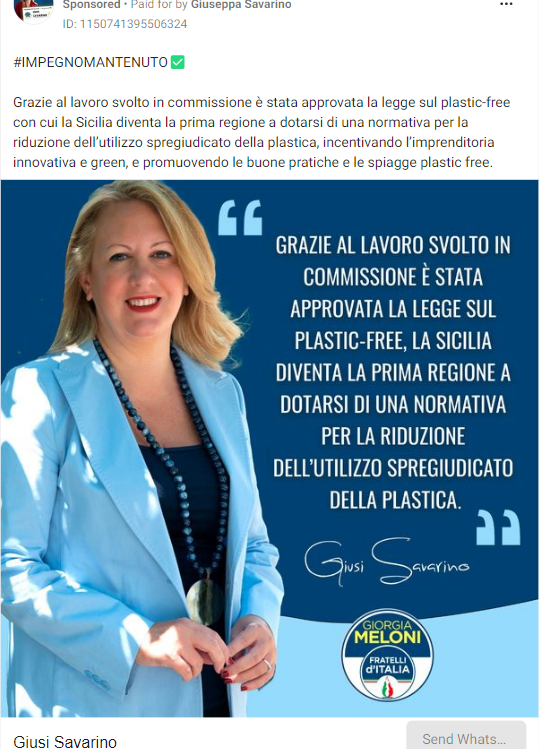 Sponsored • Paid for by Giuseppa Savarino
ID: 1150741395506324
#IMPEGNOMANTENUTO✅
Grazie al lavoro svolto in commissione è stata approvata la legge sul plastic-free
con cui la Sicilia diventa la prima regione a dotarsi di una normativa per la
riduzione dell'utilizzo spregiudicato della plastica, incentivando l'imprenditoria
innovativa e green, e promuovendo le buone pratiche e le spiagge plastic free.
“
GRAZIE AL LAVORO SVOLTO IN
COMMISSIONE È STATA
APPROVATA LA LEGGE SUL
PLASTIC-FREE, LA SICILIA
DIVENTA LA PRIMA REGIONE A
DOTARSI DI UNA NORMATIVA
PER LA RIDUZIONE
DELL'UTILIZZO SPREGIUDICATO
DELLA PLASTICA.
”
Giusi Savarino
GIORGIA
MELONI
FRATELLI
d'ITALIA
Giusi Savarino
Send Whats...